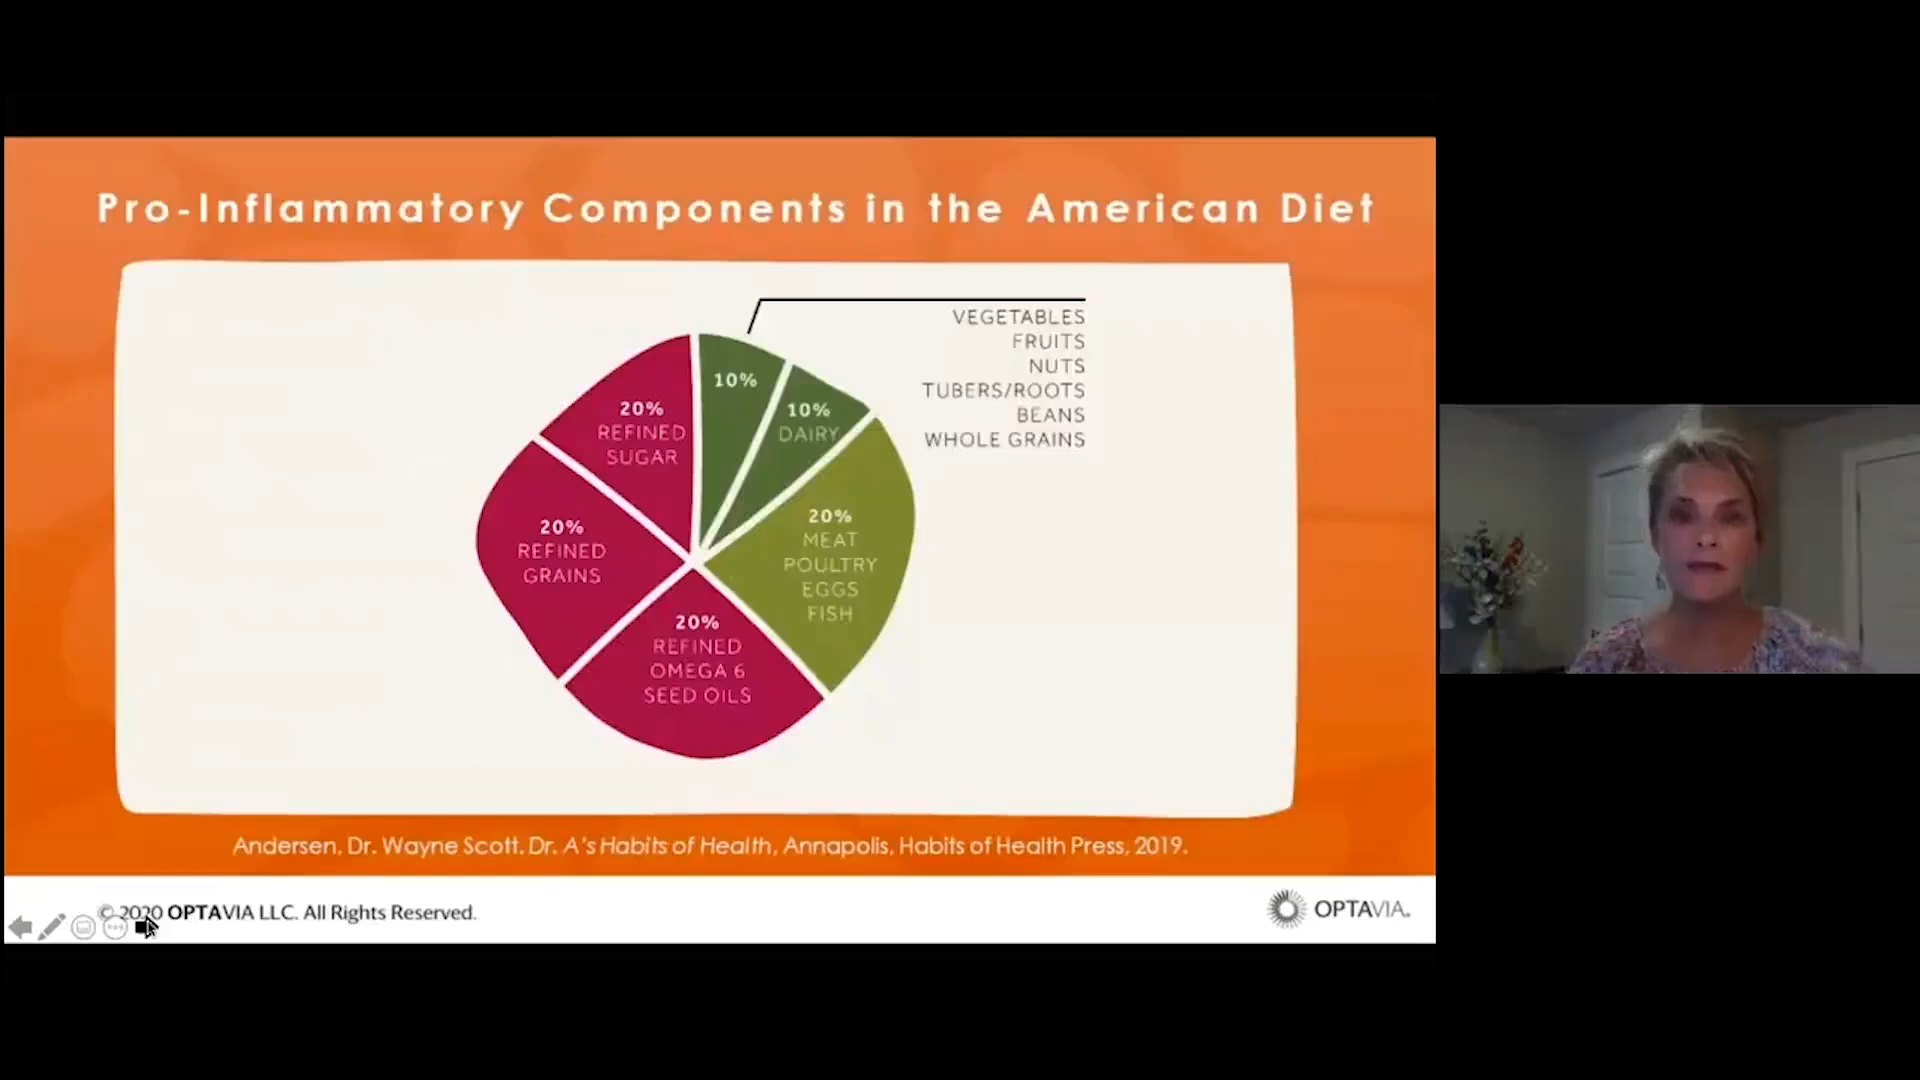 Pro-Inflammatory Components in the American Diet
VEGETABLES
FRUITS
NUTS
TUBERS/ROOTS
BEANS
WHOLE GRAINS
10%
10%
DAIRY
20%
REFINED
SUGAR
20%
MEAT
POULTRY
EGGS
FISH
20%
REFINED
GRAINS
20%
REFINED
OMEGA 6
SEED OILS
Andersen, Dr. Wayne Scott. Dr. A's Habits of Health, Annapolis, Habits of Health Press, 2019.
© 2020 OPTAVIA LLC. All Rights Reserved.
OPTAVIA.